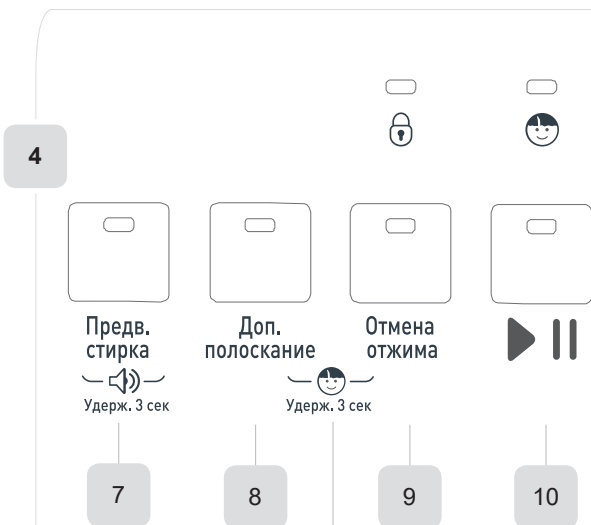 4
Предв.
стирка
Удерж. 3 сек
Доп.
полоскание
Отмена
отжима
Удерж. 3 сек
7
8
9
10